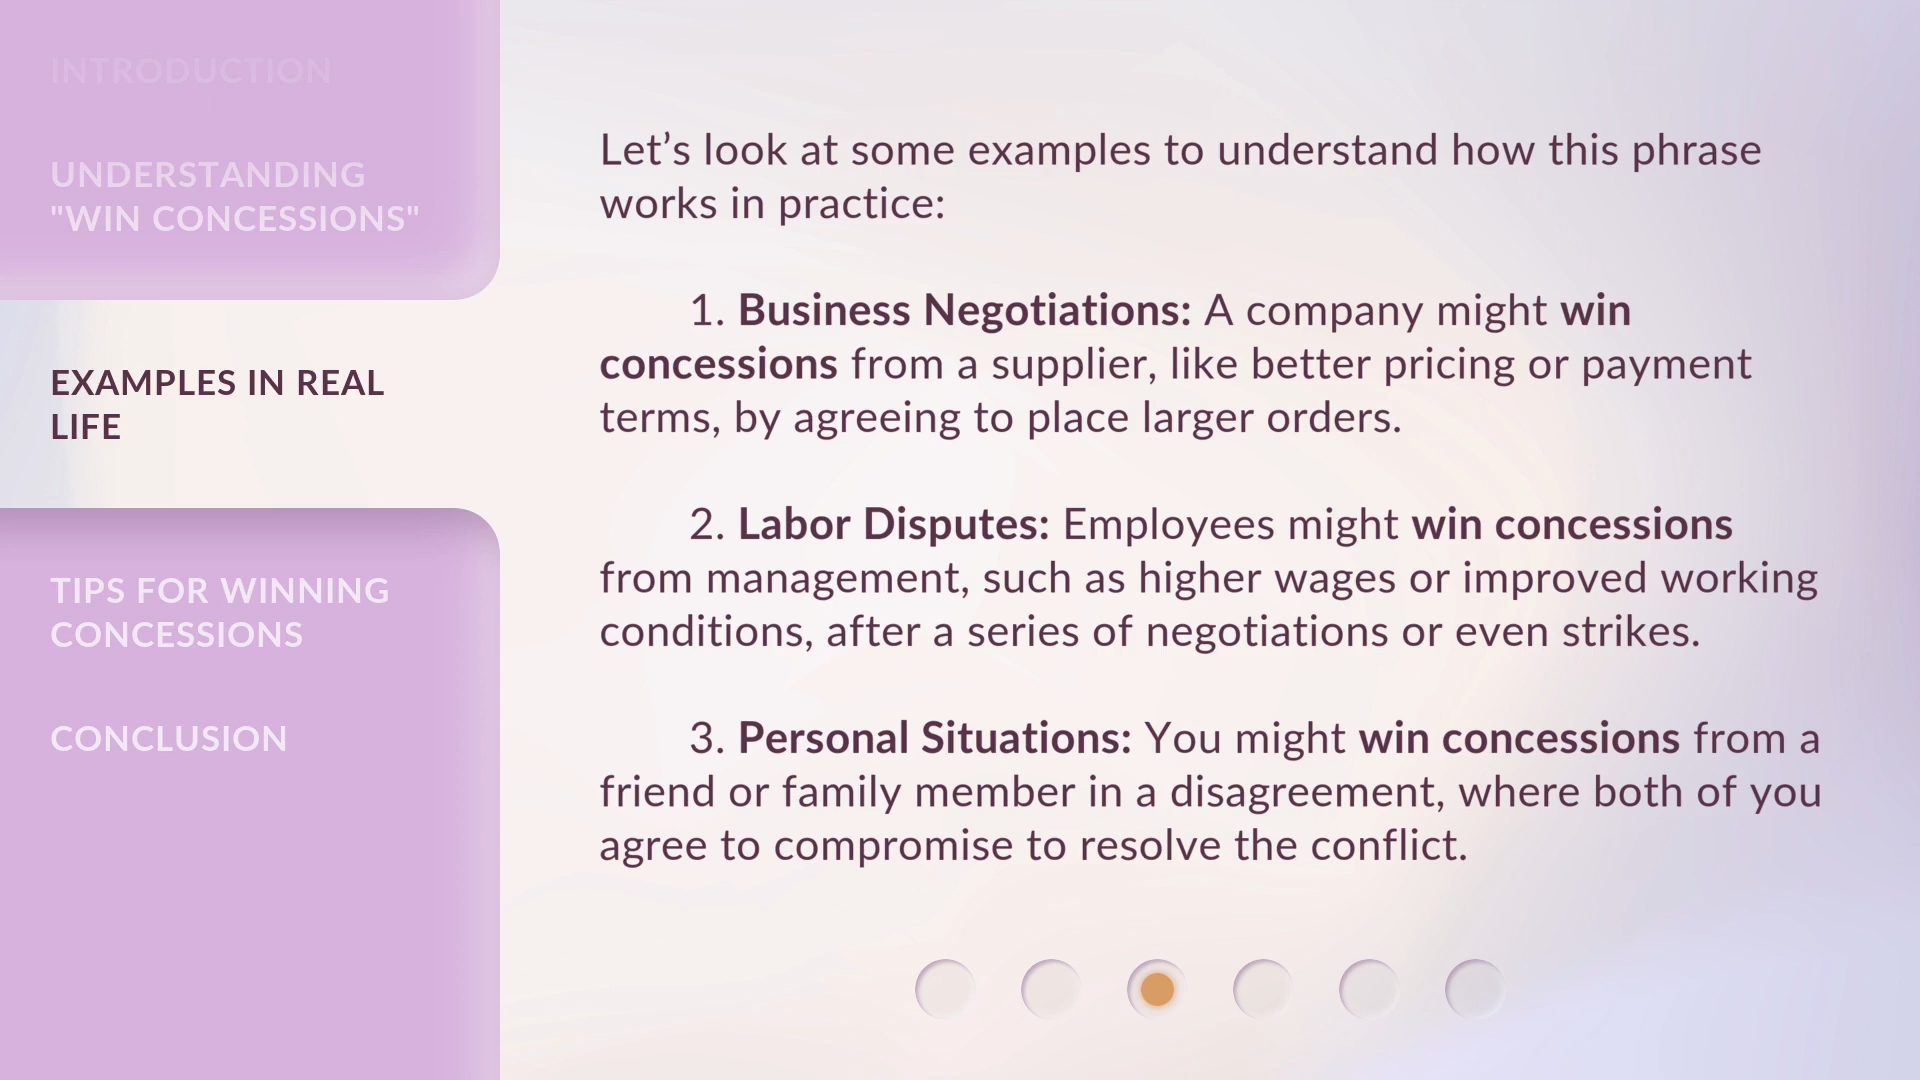 INTRODUCTION
UNDERSTANDING
"WIN CONCESSIONS"
EXAMPLES IN REAL
LIFE
TIPS FOR WINNING
CONCESSIONS
CONCLUSION
Let’s look at some examples to understand how this phrase
works in practice:
1. Business Negotiations: A company might win
concessions from a supplier, like better pricing or payment
terms, by agreeing to place larger orders.
2. Labor Disputes: Employees might win concessions
from management, such as higher wages or improved working
conditions, after a series of negotiations or even strikes.
3. Personal Situations: You might win concessions from a
friend or family member in a disagreement, where both of you
agree to compromise to resolve the conflict.